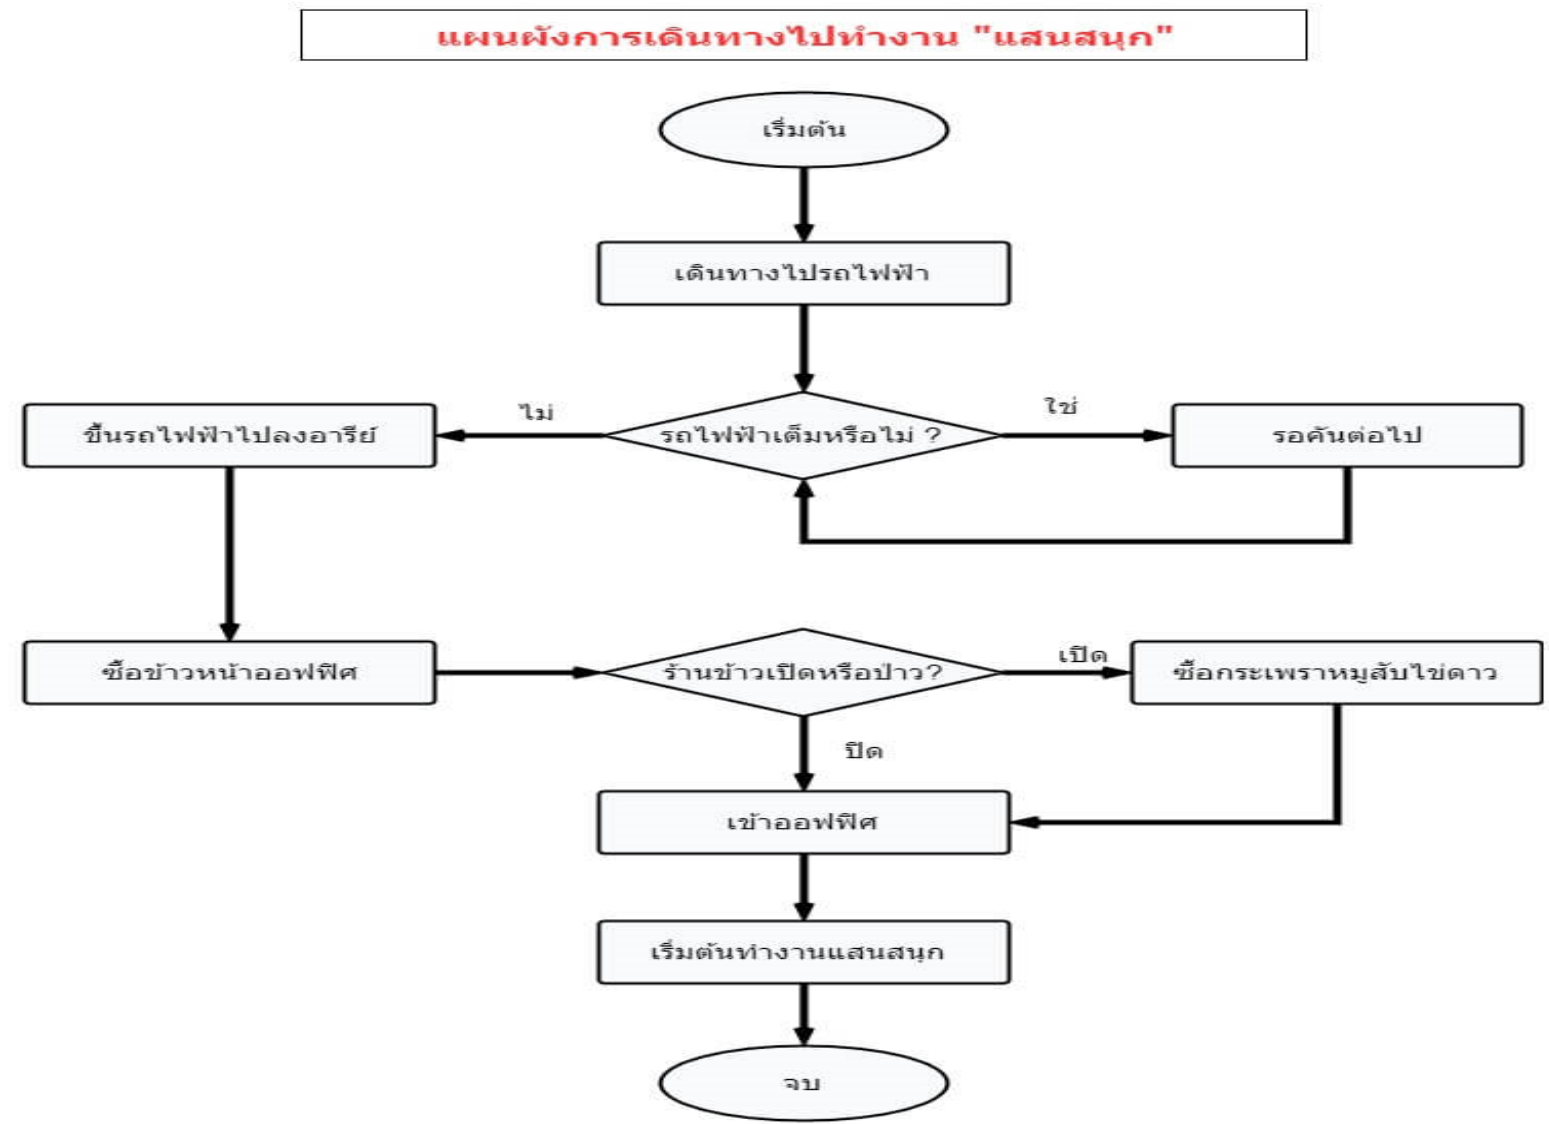 แผนผังการเดินทางไปทำงาน "แสนสนุก"
เริ่มต้น
เดินทางไปรถไฟฟ้า
รถไฟฟ้าเต็มหรือไม่ ?
ไม่
ใช่
ขึ้นรถไฟฟ้าไปลงอารีย์
รอคันต่อไป
ซื้อข้าวหน้าออฟฟิศ
ร้านข้าวเปิดหรือป่าว?
เปิด
ซื้อกระเพราหมูสับไข่ดาว
ปิด
เข้าออฟฟิศ
เริ่มต้นทำงานแสนสนุก
จบ